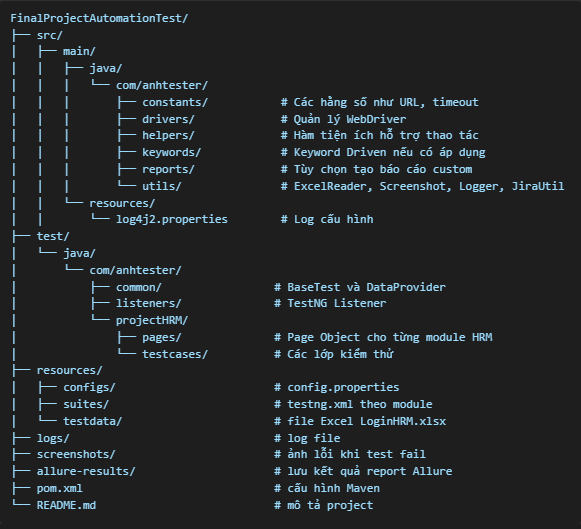 FinalProjectAutomationTest/
├── src/
│   ├── main/
│   │   ├── java/
│   │   │   └── com/anhtester/
│   │   │       ├── constants/           # Các hằng số như URL, timeout
│   │   │       ├── drivers/             # Quản lý WebDriver
│   │   │       ├── helpers/             # Hàm tiện ích hỗ trợ thao tác
│   │   │       ├── keywords/            # Keyword Driven nếu có áp dụng
│   │   │       ├── reports/             # Tùy chọn tạo báo cáo custom
│   │   │       └── utils/               # ExcelReader, Screenshot, Logger, JiraUtil
│   │   └── resources/
│   │       └── log4j2.properties        # Log cấu hình
├── test/
│   └── java/
│       └── com/anhtester/
│           ├── common/                 # BaseTest và DataProvider
│           ├── listeners/              # TestNG Listener
│           └── projectHRM/
│               ├── pages/              # Page Object cho từng module HRM
│               └── testcases/          # Các lớp kiểm thử
├── resources/
│   ├── configs/                        # config.properties
│   ├── suites/                         # testng.xml theo module
│   └── testdata/                       # file Excel LoginHRM.xlsx
├── logs/                               # log file
├── screenshots/                        # ảnh lỗi khi test fail
├── allure-results/                     # lưu kết quả report Allure
├── pom.xml                             # cấu hình Maven
└── README.md                           # mô tả project